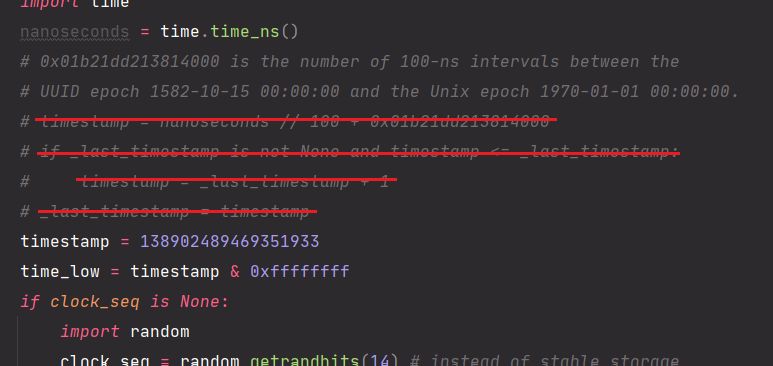 import time
nanoseconds = time.time_ns()
# 0x01b21dd213814000 is the number of 100-ns intervals between the
# UUID epoch 1582-10-15 00:00:00 and the Unix epoch 1970-01-01 00:00:00.
# timestamp = nanoseconds // 100 + 0x01b21dd213814000
# if _last_timestamp is not None and timestamp <= _last_timestamp:
#     timestamp = _last_timestamp + 1
# _last_timestamp = timestamp
timestamp = 138902489469351933
time_low = timestamp & 0xffffffff
if clock_seq is None:
    import random
    clock_seq = random.getrandbits(14) # instead of stable storage